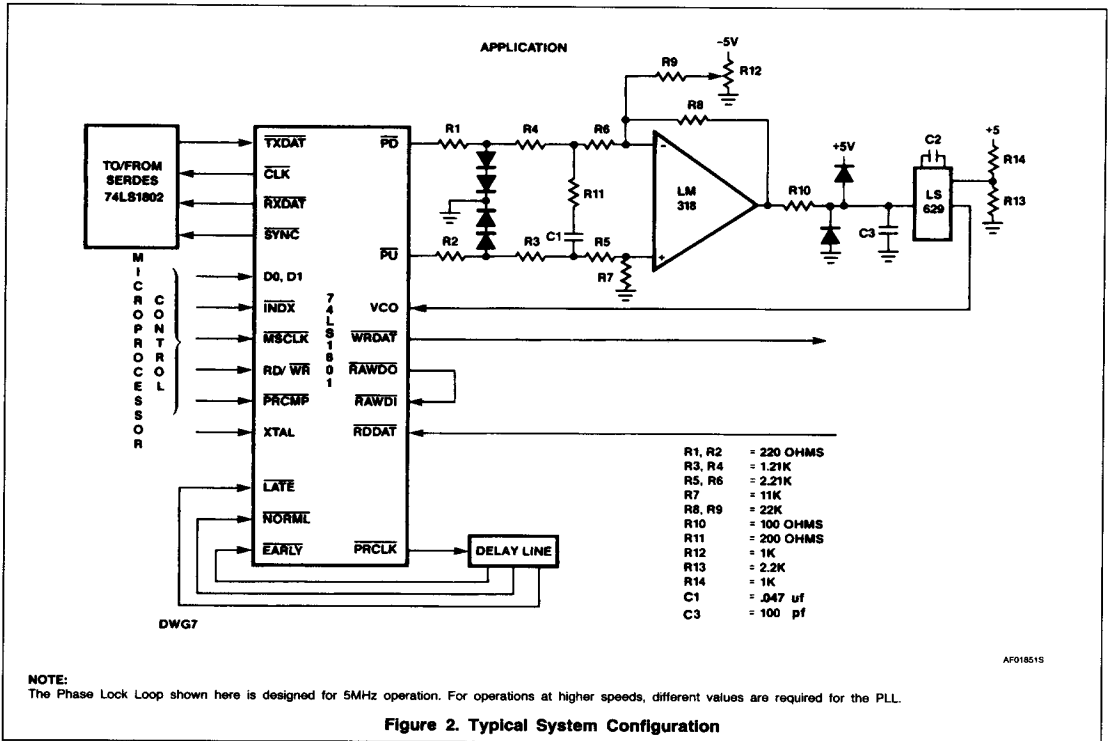 APPLICATION
-5V
R9
R12
R8
R1
R4
R6
-
LM
318
+
R11
C1
R2
R3
R5
R7
R10
+5V
C3
C2
LS
629
+5
R14
R13
TO/FROM
SERDES
74LS1802
MICROPROCESSOR
CONTROL
TXDAT
CLK
RXDAT
SYNC
D0, D1
INDX
MSCLK
RD/ WR
PRCMP
XTAL
LATE
NORML
EARLY
74LS1601
PD
PU
VCO
WRDAT
RAWDO
RAWDI
RDDAT
PRCLK
DELAY LINE
R1, R2 = 220 OHMS
R3, R4 = 1.21K
R5, R6 = 2.21K
R7 = 11K
R8, R9 = 22K
R10 = 100 OHMS
R11 = 200 OHMS
R12 = 1K
R13 = 2.2K
R14 = 1K
C1 = .047 uf
C3 = 100 pf
DWG7
AF01851S
NOTE:
The Phase Lock Loop shown here is designed for 5MHz operation. For operations at higher speeds, different values are required for the PLL.
Figure 2. Typical System Configuration